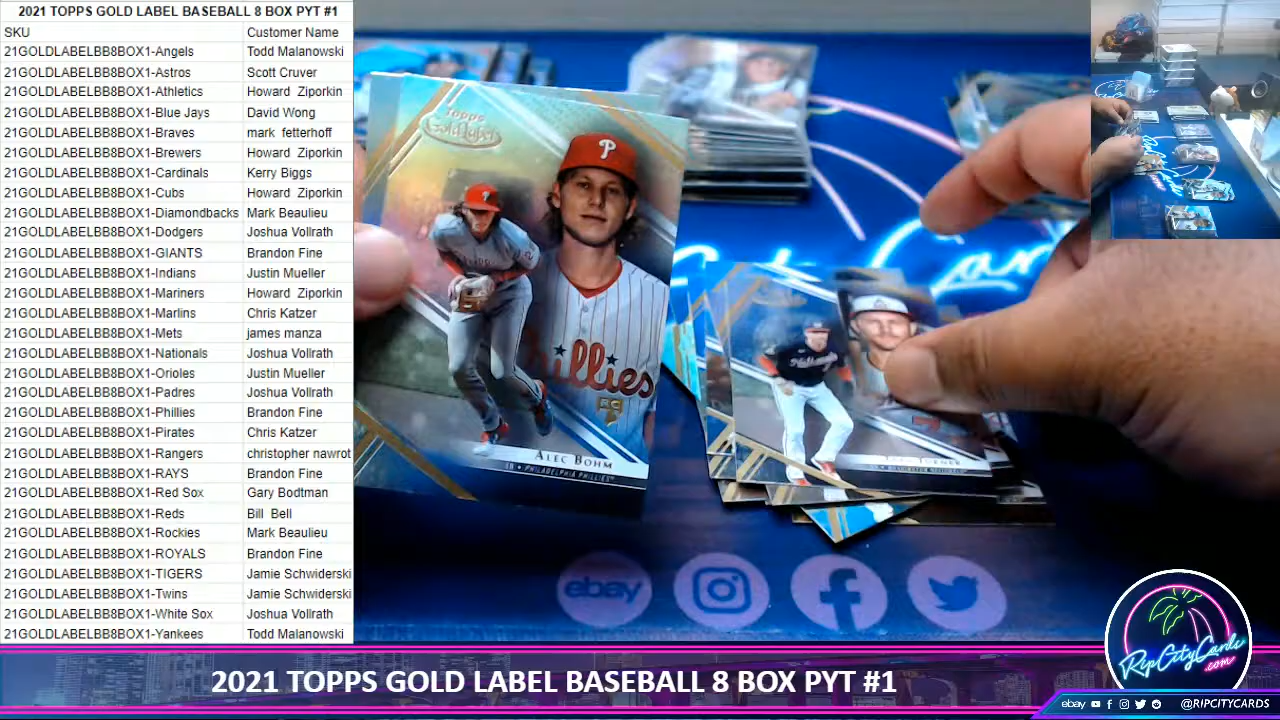 2021 TOPPS GOLD LABEL BASEBALL 8 BOX PYT #1
SKU Customer Name
21GOLDLABELBB8BOX1-Angels Todd Malanowski
21GOLDLABELBB8BOX1-Astros Scott Cruver
21GOLDLABELBB8BOX1-Athletics Howard Ziporkin
21GOLDLABELBB8BOX1-Blue Jays David Wong
21GOLDLABELBB8BOX1-Braves mark fetterhoff
21GOLDLABELBB8BOX1-Brewers Howard Ziporkin
21GOLDLABELBB8BOX1-Cardinals Kerry Biggs
21GOLDLABELBB8BOX1-Cubs Howard Ziporkin
21GOLDLABELBB8BOX1-Diamondbacks Mark Beaulieu
21GOLDLABELBB8BOX1-Dodgers Joshua Vollrath
21GOLDLABELBB8BOX1-GIANTS Brandon Fine
21GOLDLABELBB8BOX1-Indians Justin Mueller
21GOLDLABELBB8BOX1-Mariners Howard Ziporkin
21GOLDLABELBB8BOX1-Marlins Chris Katzer
21GOLDLABELBB8BOX1-Mets james manza
21GOLDLABELBB8BOX1-Nationals Joshua Vollrath
21GOLDLABELBB8BOX1-Orioles Justin Mueller
21GOLDLABELBB8BOX1-Padres Joshua Vollrath
21GOLDLABELBB8BOX1-Phillies Brandon Fine
21GOLDLABELBB8BOX1-Pirates Chris Katzer
21GOLDLABELBB8BOX1-Rangers christopher nawrot
21GOLDLABELBB8BOX1-RAYS Brandon Fine
21GOLDLABELBB8BOX1-Red Sox Gary Bodtman
21GOLDLABELBB8BOX1-Reds Bill Bell
21GOLDLABELBB8BOX1-Rockies Mark Beaulieu
21GOLDLABELBB8BOX1-ROYALS Brandon Fine
21GOLDLABELBB8BOX1-TIGERS Jamie Schwiderski
21GOLDLABELBB8BOX1-Twins Jamie Schwiderski
21GOLDLABELBB8BOX1-White Sox Joshua Vollrath
21GOLDLABELBB8BOX1-Yankees Todd Malanowski
TOPPS
Gold Label
P
Phillies
RC
ALEC BOHM
3B • PHILADELPHIA PHILLIES
ebay
RipCityCards
.com
2021 TOPPS GOLD LABEL BASEBALL 8 BOX PYT #1
ebay @RIPCITYCARDS